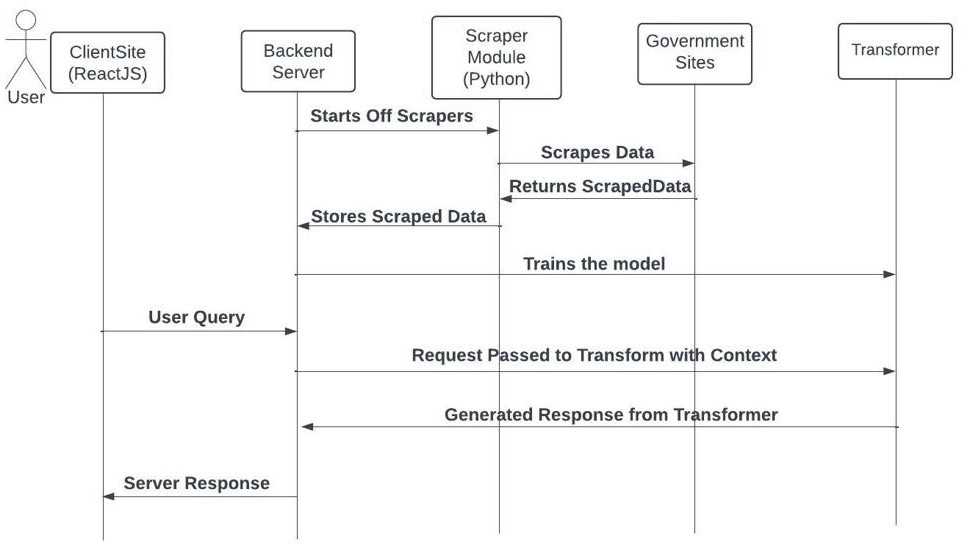 User
ClientSite
(ReactJS)
Backend
Server
Scraper
Module
(Python)
Government
Sites
Transformer
Starts Off Scrapers
Scrapes Data
Returns ScrapedData
Stores Scraped Data
Trains the model
User Query
Request Passed to Transform with Context
Generated Response from Transformer
Server Response